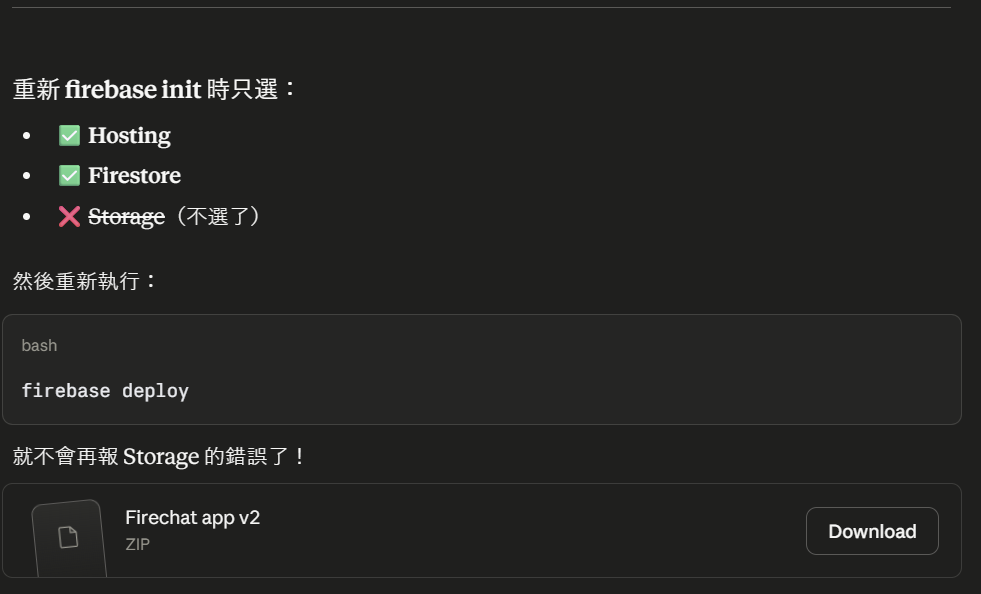 重新 firebase init 時只選：
• ✅ Hosting
• ✅ Firestore
• ❌ Storage（不選了）
然後重新執行：
bash
firebase deploy
就不會再報 Storage 的錯誤了！
Firechat app v2
ZIP
Download